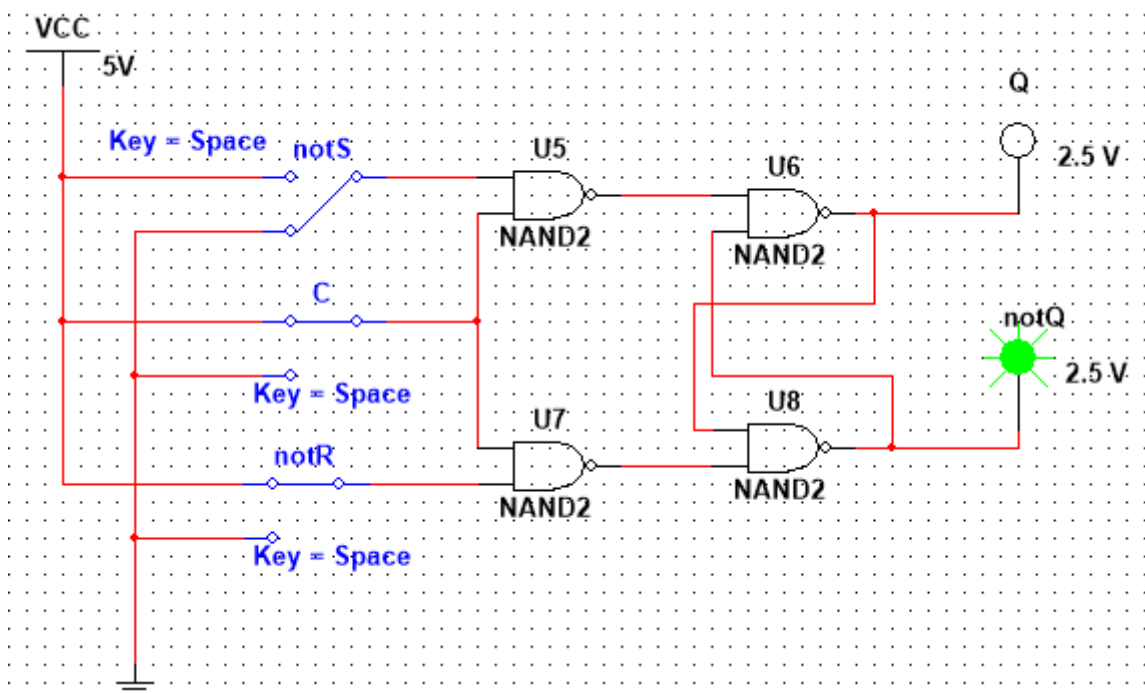 VCC
5V
Q
Key = Space
notS
U5
2.5 V
U6
NAND2
NAND2
C
notQ
2.5 V
Key = Space
U8
U7
notR
NAND2
NAND2
Key = Space